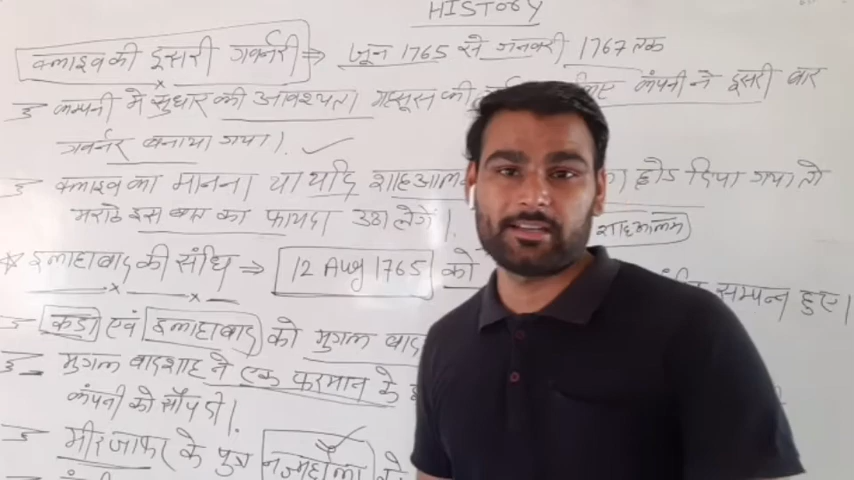 HISTORY
क्लाइव की दूसरी गवर्नरी ⇒ जून 1765 से जनवरी 1767 तक
कम्पनी में सुधार की आवश्यता महसूस की कंपनी ने दूसरी बार
गवर्नर बनाया गया।
क्लाइव का मानना था यदि शाहआलम छोड दिया गया तो
मराठे इस बात का फायदा उठा लेगें।
शाहआलम
* इलाहाबाद की संधि ⇒ 12 Aug 1765 को सम्पन्न हुए।
कडा एवं इलाहाबाद को मुगल
मुगल बादशाह ने एक फरमान के
कंपनी को सौंप दी।
मीरजाफर के पुत्र नज्मुद्दौला को